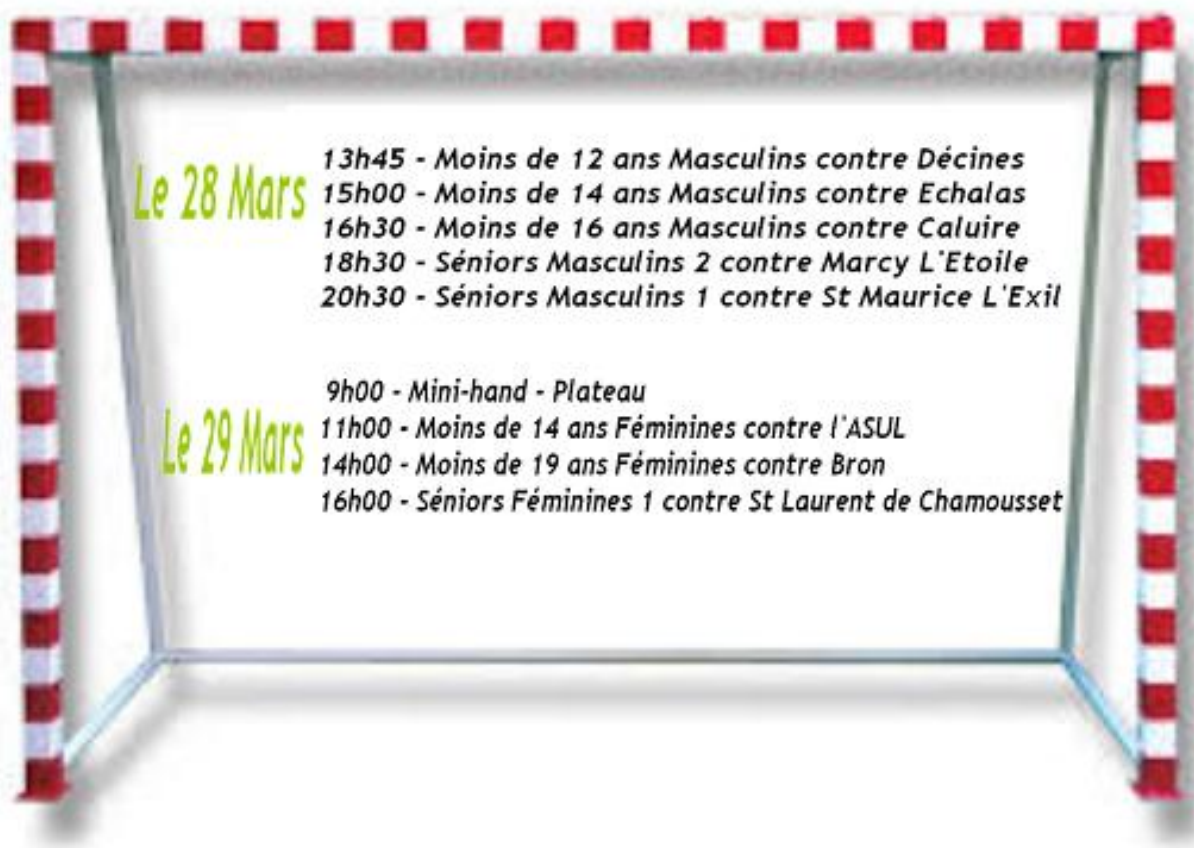 Le 28 Mars
13h45 - Moins de 12 ans Masculins contre Décines
15h00 - Moins de 14 ans Masculins contre Echalas
16h30 - Moins de 16 ans Masculins contre Caluire
18h30 - Séniors Masculins 2 contre Marcy L'Etoile
20h30 - Séniors Masculins 1 contre St Maurice L'Exil
Le 29 Mars
9h00 - Mini-hand - Plateau
11h00 - Moins de 14 ans Féminines contre l'ASUL
14h00 - Moins de 19 ans Féminines contre Bron
16h00 - Séniors Féminines 1 contre St Laurent de Chamousset